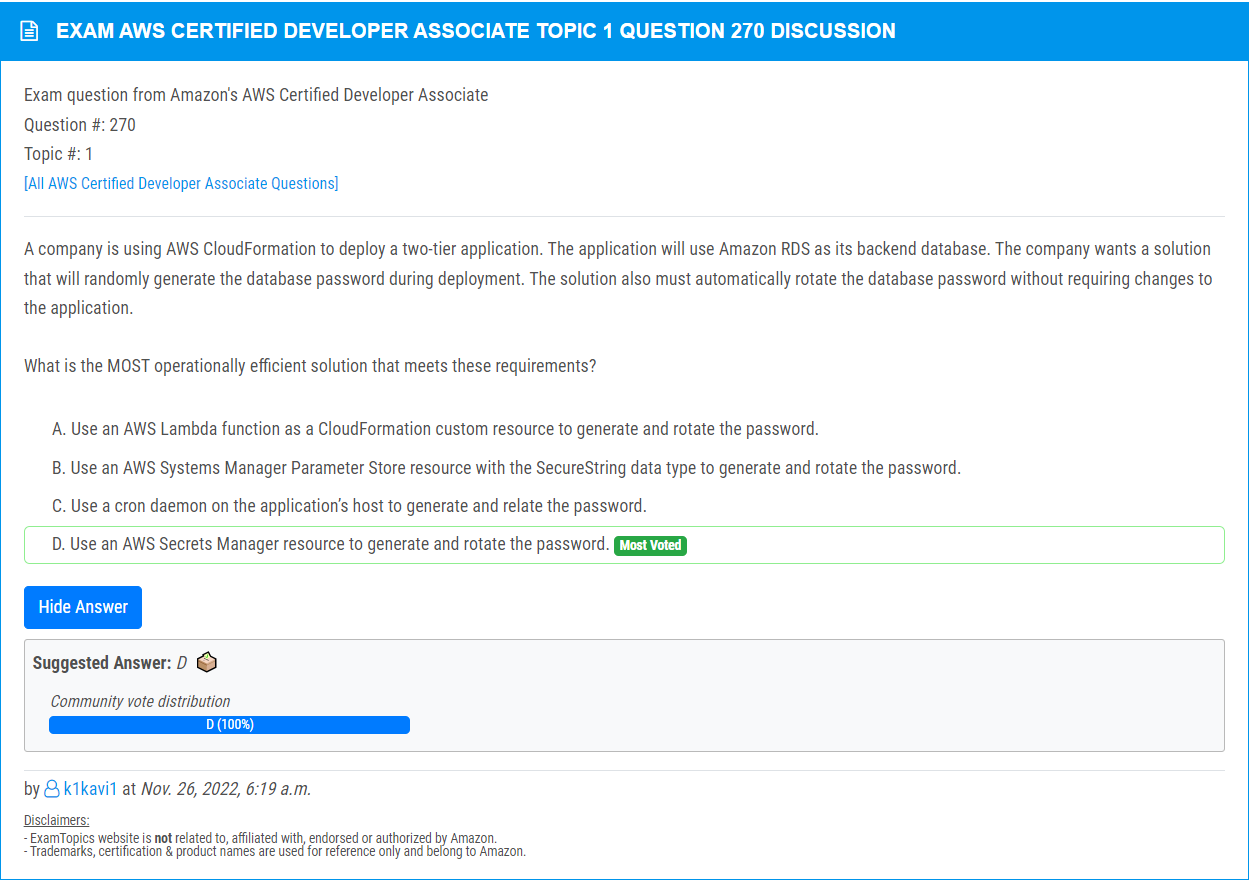 EXAM AWS CERTIFIED DEVELOPER ASSOCIATE TOPIC 1 QUESTION 270 DISCUSSION
Exam question from Amazon's AWS Certified Developer Associate
Question #: 270
Topic #: 1
[All AWS Certified Developer Associate Questions]
A company is using AWS CloudFormation to deploy a two-tier application. The application will use Amazon RDS as its backend database. The company wants a solution
that will randomly generate the database password during deployment. The solution also must automatically rotate the database password without requiring changes to
the application.
What is the MOST operationally efficient solution that meets these requirements?
A. Use an AWS Lambda function as a CloudFormation custom resource to generate and rotate the password.
B. Use an AWS Systems Manager Parameter Store resource with the SecureString data type to generate and rotate the password.
C. Use a cron daemon on the application’s host to generate and relate the password.
D. Use an AWS Secrets Manager resource to generate and rotate the password. Most Voted
Hide Answer
Suggested Answer: D
Community vote distribution
D (100%)
by k1kavi1 at Nov. 26, 2022, 6:19 a.m.
Disclaimers:
- ExamTopics website is not related to, affiliated with, endorsed or authorized by Amazon.
- Trademarks, certification & product names are used for reference only and belong to Amazon.